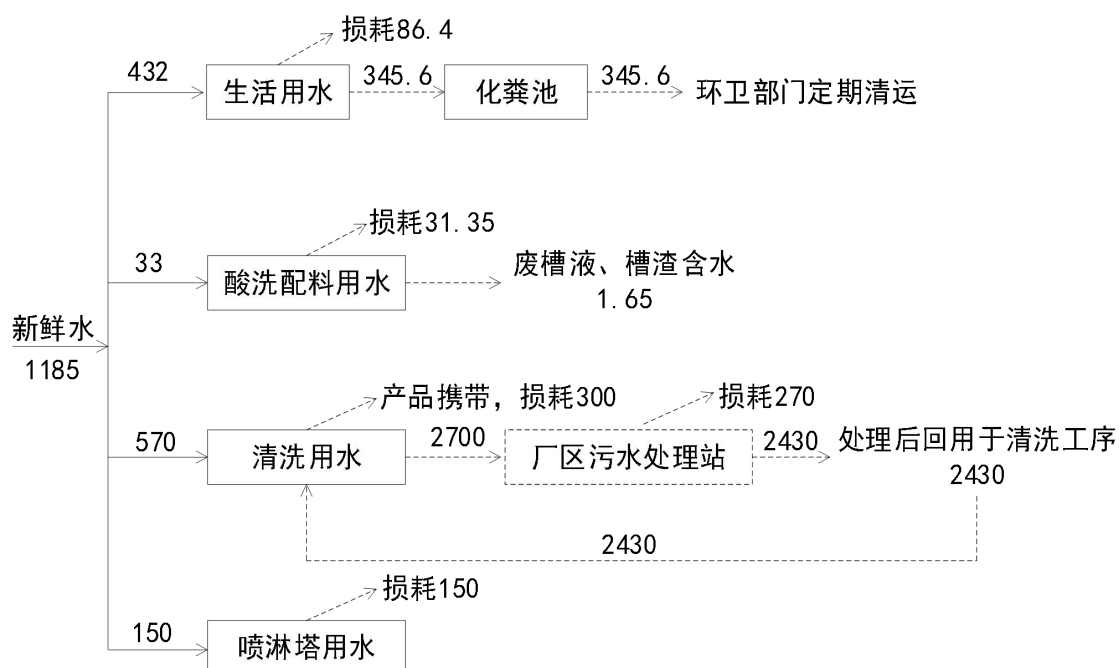 损耗86.4
432
生活用水
345.6
化粪池
345.6
环卫部门定期清运
损耗31.35
33
酸洗配料用水
废槽液、槽渣含水
1.65
新鲜水
1185
产品携带，损耗300
损耗270
570
清洗用水
2700
厂区污水处理站
2430
处理后回用于清洗工序
2430
2430
损耗150
150
喷淋塔用水